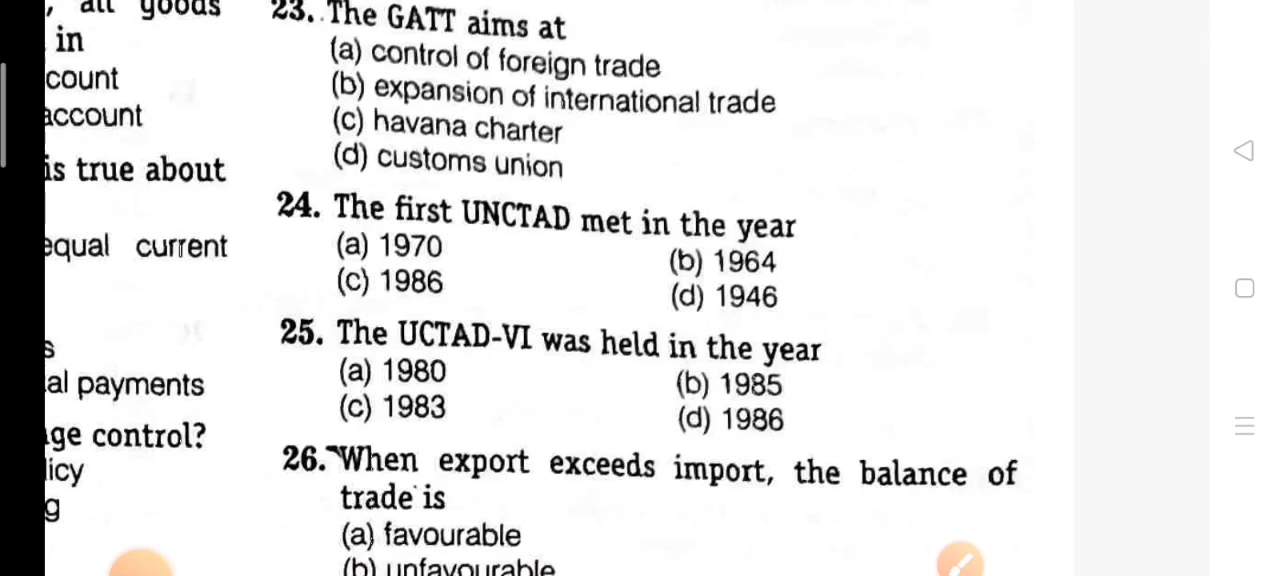 goods
in
count
account
is true about
equal current
s
al payments
ge control?
licy
g
23. The GATT aims at
(a) control of foreign trade
(b) expansion of international trade
(c) havana charter
(d) customs union
24. The first UNCTAD met in the year
(a) 1970
(b) 1964
(c) 1986
(d) 1946
25. The UCTAD-VI was held in the year
(a) 1980
(b) 1985
(c) 1983
(d) 1986
26. When export exceeds import, the balance of
trade is
(a) favourable
(b) unfavourable